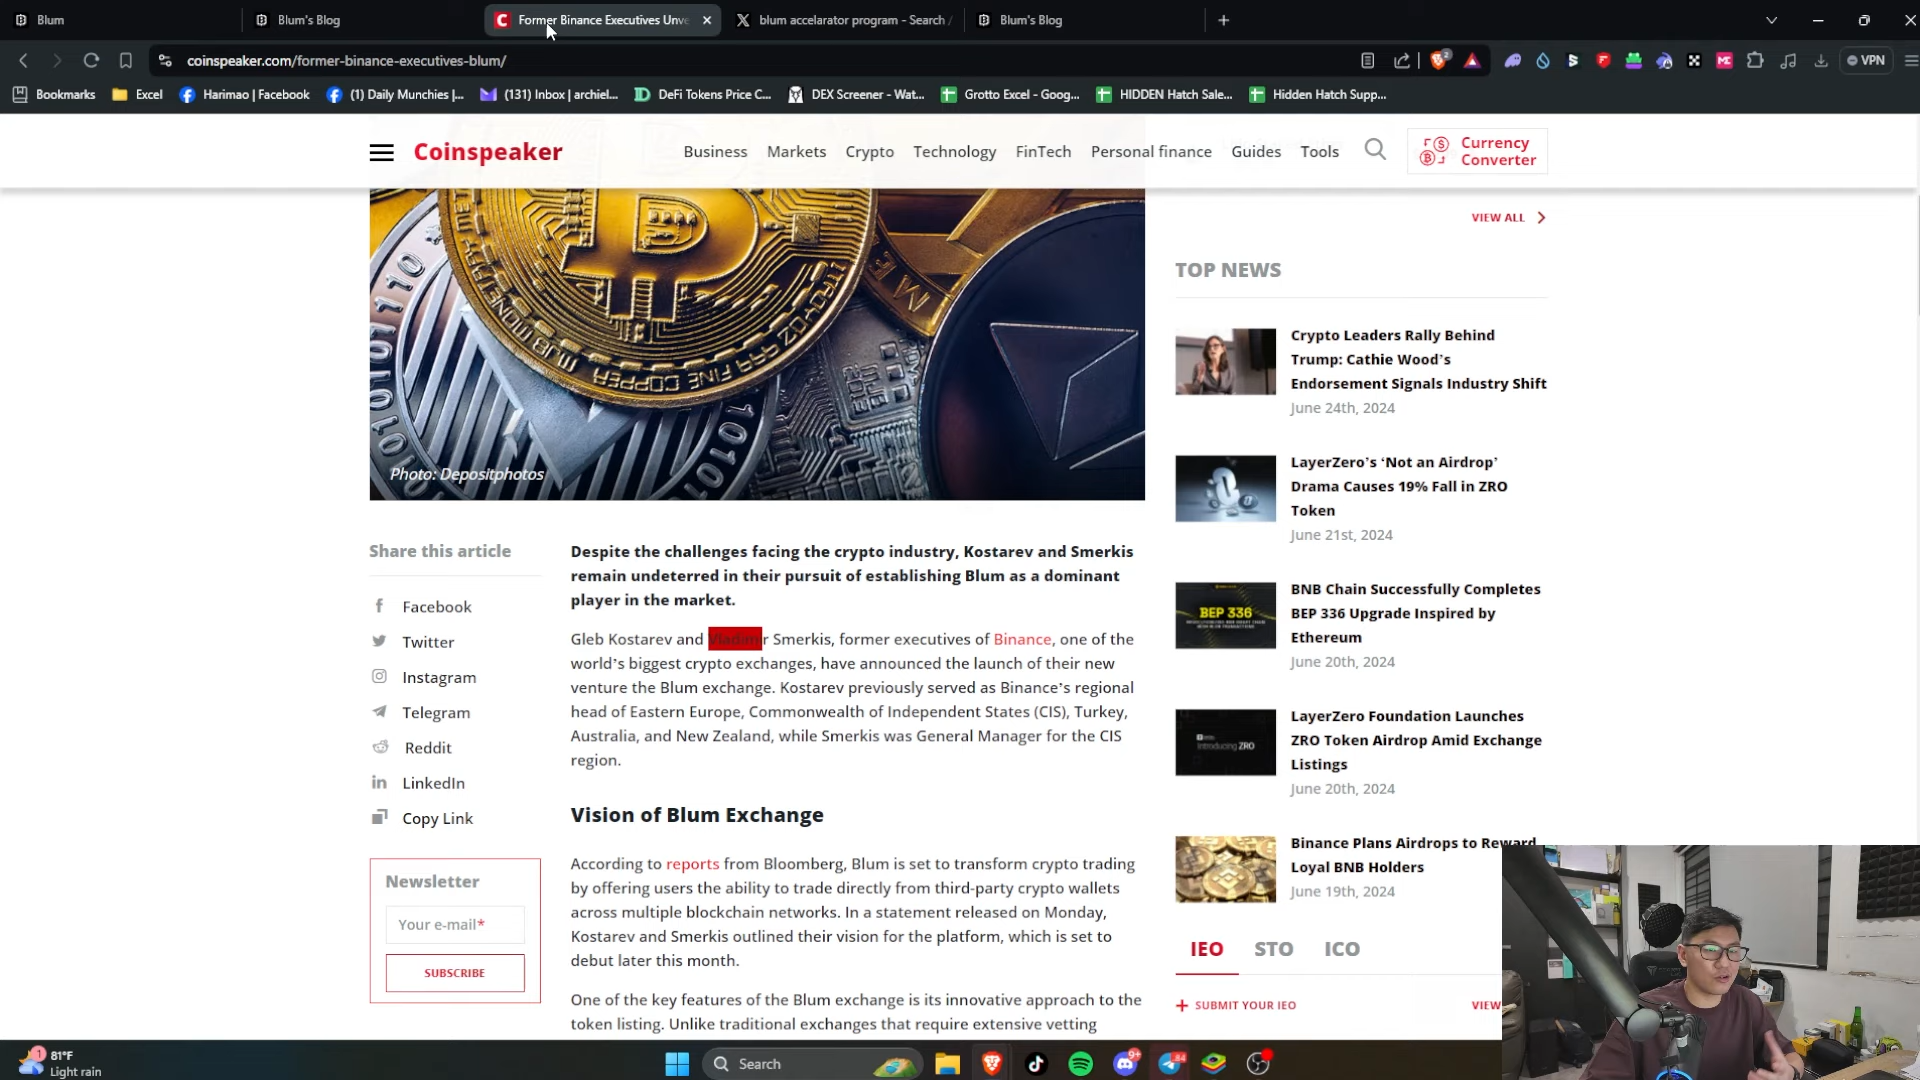 Blum
Blum's Blog
Former Binance Executives Unve
blum accelarator program - Search /
Blum's Blog
coinspeaker.com/former-binance-executives-blum/
2
VPN
Bookmarks
Excel
Harimao | Facebook
(1) Daily Munchies |...
(131) Inbox | archiel...
DeFi Tokens Price C...
DEX Screener - Wat...
Grotto Excel - Goog...
HIDDEN Hatch Sale...
Hidden Hatch Supp...
Coinspeaker
Business
Markets
Crypto
Technology
FinTech
Personal finance
Guides
Tools
Currency
Converter
Photo: Depositphotos
VIEW ALL
TOP NEWS
Crypto Leaders Rally Behind
Trump: Cathie Wood's
Endorsement Signals Industry Shift
June 24th, 2024
LayerZero's 'Not an Airdrop'
Drama Causes 19% Fall in ZRO
Token
June 21st, 2024
BEP 336
BNB Chain Successfully Completes
BEP 336 Upgrade Inspired by
Ethereum
June 20th, 2024
Introducing ZRO
LayerZero Foundation Launches
ZRO Token Airdrop Amid Exchange
Listings
June 20th, 2024
Binance Plans Airdrops to Reward
Loyal BNB Holders
June 19th, 2024
IEO
STO
ICO
SUBMIT YOUR IEO
VIEW
Share this article
Facebook
Twitter
Instagram
Telegram
Reddit
LinkedIn
Copy Link
Newsletter
Your e-mail*
SUBSCRIBE
Despite the challenges facing the crypto industry, Kostarev and Smerkis
remain undeterred in their pursuit of establishing Blum as a dominant
player in the market.
Gleb Kostarev and Vladimir Smerkis, former executives of Binance, one of the
world's biggest crypto exchanges, have announced the launch of their new
venture the Blum exchange. Kostarev previously served as Binance's regional
head of Eastern Europe, Commonwealth of Independent States (CIS), Turkey,
Australia, and New Zealand, while Smerkis was General Manager for the CIS
region.
Vision of Blum Exchange
According to reports from Bloomberg, Blum is set to transform crypto trading
by offering users the ability to trade directly from third-party crypto wallets
across multiple blockchain networks. In a statement released on Monday,
Kostarev and Smerkis outlined their vision for the platform, which is set to
debut later this month.
One of the key features of the Blum exchange is its innovative approach to the
token listing. Unlike traditional exchanges that require extensive vetting
1
81°F
Light rain
Search
9+
84